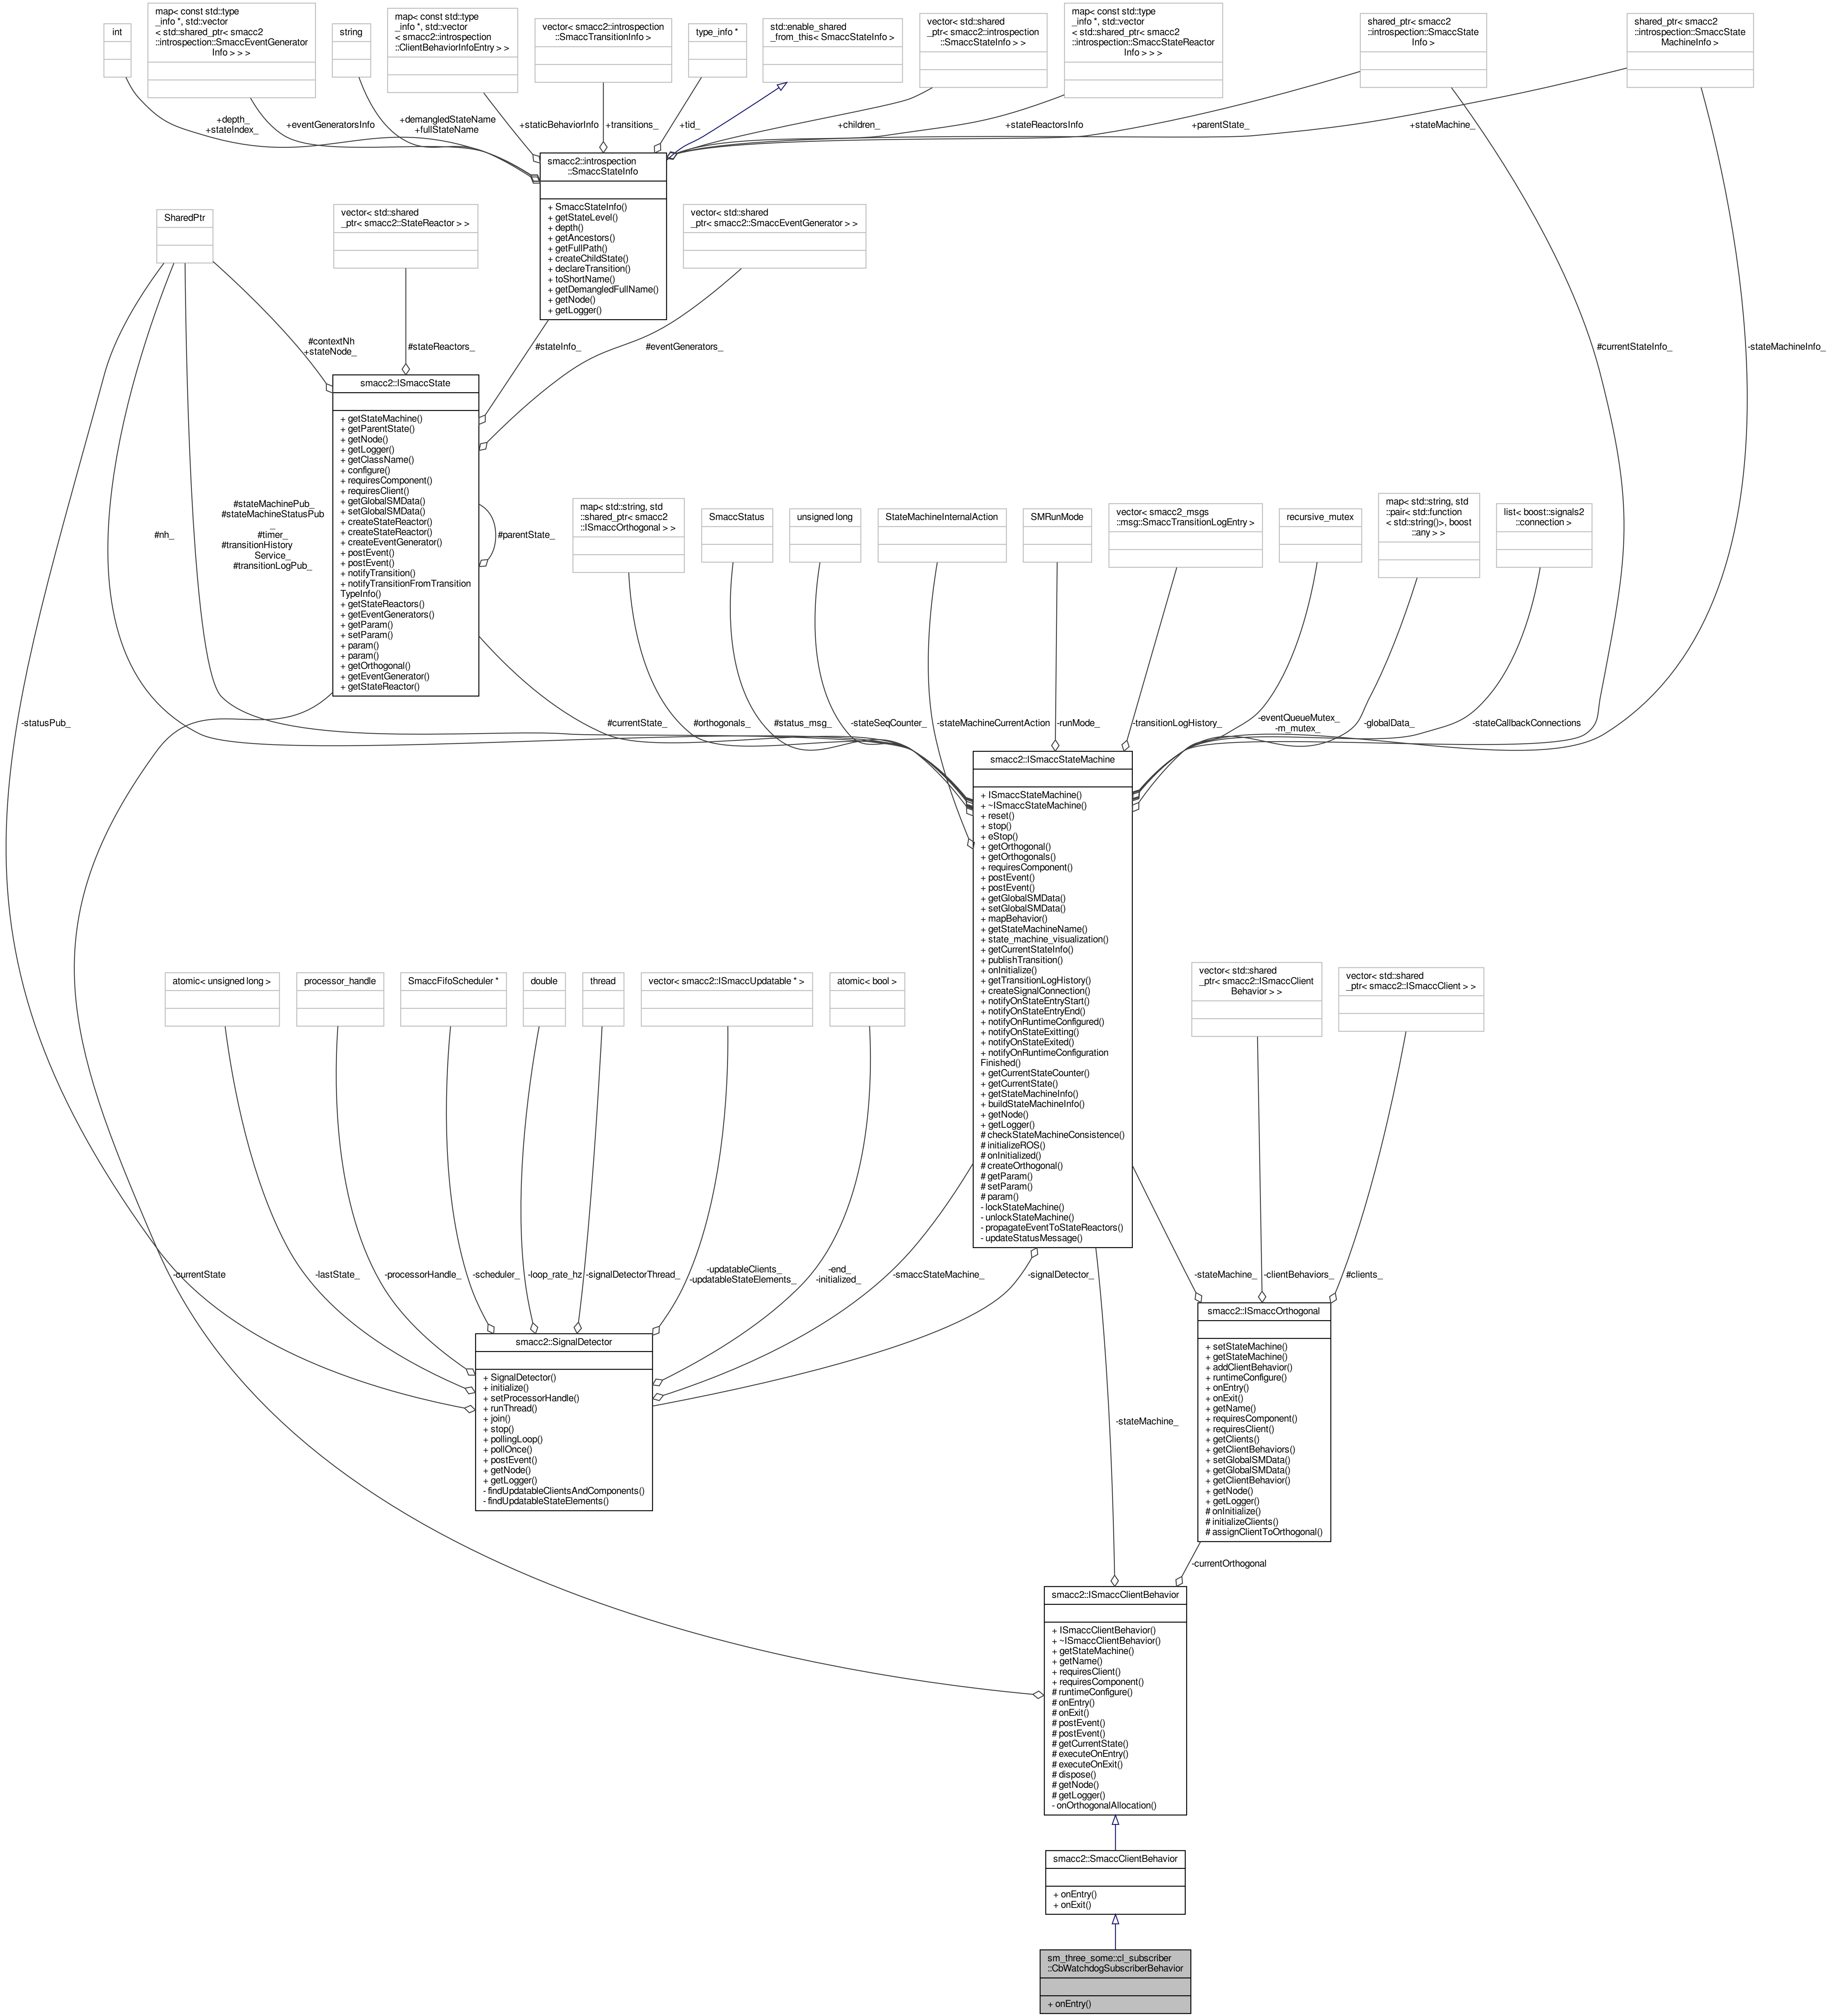 int
map< const std::type
_info *, std::vector
< std::shared_ptr< smacc2
::introspection::SmaccEventGenerator
Info > > >
string
map< const std::type
_info *, std::vector
< smacc2::introspection
::ClientBehaviorInfoEntry > >
vector< smacc2::introspection
::SmaccTransitionInfo >
type_info *
std::enable_shared
_from_this< SmaccStateInfo >
vector< std::shared
_ptr< smacc2::introspection
::SmaccStateInfo > >
map< const std::type
_info *, std::vector
< std::shared_ptr< smacc2
::introspection::SmaccStateReactor
Info > > >
shared_ptr< smacc2
::introspection::SmaccState
Info >
shared_ptr< smacc2
::introspection::SmaccState
MachineInfo >
+depth_
+stateIndex_
+eventGeneratorsInfo
+demangledStateName
+fullStateName
+staticBehaviorInfo
+transitions_
+tid_
+children_
+stateReactorsInfo
+parentState_
+stateMachine_
smacc2::introspection
::SmaccStateInfo
+ SmaccStateInfo()
+ getStateLevel()
+ depth()
+ getAncestors()
+ getFullPath()
+ createChildState()
+ declareTransition()
+ toShortName()
+ getDemangledFullName()
+ getNode()
+ getLogger()
SharedPtr
vector< std::shared
_ptr< smacc2::StateReactor > >
vector< std::shared
_ptr< smacc2::SmaccEventGenerator > >
#contextNh
+stateNode_
#stateReactors_
#stateInfo_
#eventGenerators_
#currentStateInfo_
-stateMachineInfo_
smacc2::ISmaccState
+ getStateMachine()
+ getParentState()
+ getNode()
+ getLogger()
+ getClassName()
+ configure()
+ requiresComponent()
+ requiresClient()
+ getGlobalSMData()
+ setGlobalSMData()
+ createStateReactor()
+ createStateReactor()
+ createEventGenerator()
+ postEvent()
+ postEvent()
+ notifyTransition()
+ notifyTransitionFromTransition
TypeInfo()
+ getStateReactors()
+ getEventGenerators()
+ getParam()
+ setParam()
+ param()
+ param()
+ getOrthogonal()
+ getEventGenerator()
+ getStateReactor()
#parentState_
#nh_
#stateMachinePub_
#stateMachineStatusPub
_
#timer_
#transitionHistory
Service_
#transitionLogPub_
map< std::string, std
::shared_ptr< smacc2
::ISmaccOrthogonal > >
SmaccStatus
unsigned long
StateMachineInternalAction
SMRunMode
vector< smacc2_msgs
::msg::SmaccTransitionLogEntry >
recursive_mutex
map< std::string, std
::pair< std::function
< std::string()>, boost
::any > >
list< boost::signals2
::connection >
-statusPub_
#currentState_
#orthogonals_
#status_msg_
-stateSeqCounter_
-stateMachineCurrentAction
-runMode_
-transitionLogHistory_
-eventQueueMutex_
-m_mutex_
-globalData_
-stateCallbackConnections
smacc2::ISmaccStateMachine
+ ISmaccStateMachine()
+ ~ISmaccStateMachine()
+ reset()
+ stop()
+ eStop()
+ getOrthogonal()
+ getOrthogonals()
+ requiresComponent()
+ postEvent()
+ postEvent()
+ getGlobalSMData()
+ setGlobalSMData()
+ mapBehavior()
+ getStateMachineName()
+ state_machine_visualization()
+ getCurrentStateInfo()
+ publishTransition()
+ onInitialize()
+ getTransitionLogHistory()
+ createSignalConnection()
+ notifyOnStateEntryStart()
+ notifyOnStateEntryEnd()
+ notifyOnRuntimeConfigured()
+ notifyOnStateExitting()
+ notifyOnStateExited()
+ notifyOnRuntimeConfiguration
Finished()
+ getCurrentStateCounter()
+ getCurrentState()
+ getStateMachineInfo()
+ buildStateMachineInfo()
+ getNode()
+ getLogger()
# checkStateMachineConsistence()
# initializeROS()
# onInitialized()
# createOrthogonal()
# getParam()
# setParam()
# param()
- lockStateMachine()
- unlockStateMachine()
- propagateEventToStateReactors()
- updateStatusMessage()
atomic< unsigned long >
processor_handle
SmaccFifoScheduler *
double
thread
vector< smacc2::ISmaccUpdatable * >
atomic< bool >
vector< std::shared
_ptr< smacc2::ISmaccClient
Behavior > >
vector< std::shared
_ptr< smacc2::ISmaccClient > >
-currentState
-lastState_
-processorHandle_
-scheduler_
-loop_rate_hz
-signalDetectorThread_
-updatableClients_
-updatableStateElements_
-end_
-initialized_
-smaccStateMachine_
-signalDetector_
-stateMachine_
-clientBehaviors_
#clients_
smacc2::SignalDetector
+ SignalDetector()
+ initialize()
+ setProcessorHandle()
+ runThread()
+ join()
+ stop()
+ pollingLoop()
+ pollOnce()
+ postEvent()
+ getNode()
+ getLogger()
- findUpdatableClientsAndComponents()
- findUpdatableStateElements()
smacc2::ISmaccOrthogonal
+ setStateMachine()
+ getStateMachine()
+ addClientBehavior()
+ runtimeConfigure()
+ onEntry()
+ onExit()
+ getName()
+ requiresComponent()
+ requiresClient()
+ getClients()
+ getClientBehaviors()
+ setGlobalSMData()
+ getGlobalSMData()
+ getClientBehavior()
+ getNode()
+ getLogger()
# onInitialize()
# initializeClients()
# assignClientToOrthogonal()
-stateMachine_
-currentOrthogonal
smacc2::ISmaccClientBehavior
+ ISmaccClientBehavior()
+ ~ISmaccClientBehavior()
+ getStateMachine()
+ getName()
+ requiresClient()
+ requiresComponent()
# runtimeConfigure()
# onEntry()
# onExit()
# postEvent()
# postEvent()
# getCurrentState()
# executeOnEntry()
# executeOnExit()
# dispose()
# getNode()
# getLogger()
- onOrthogonalAllocation()
smacc2::SmaccClientBehavior
+ onEntry()
+ onExit()
sm_three_some::cl_subscriber
::CbWatchdogSubscriberBehavior
+ onEntry()